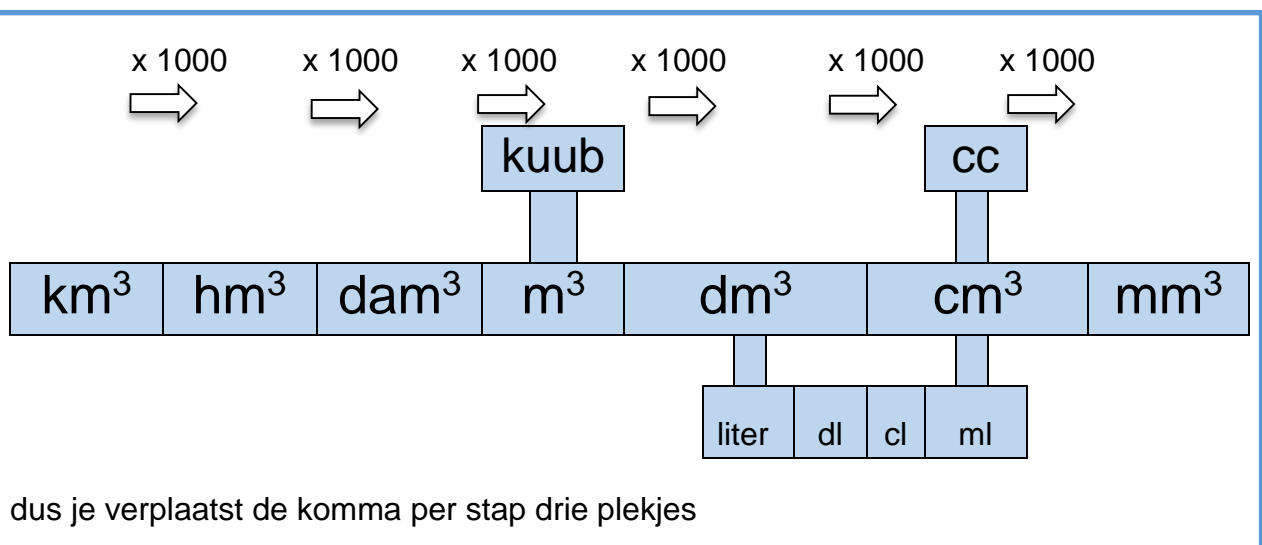 x 1000 x 1000 x 1000 x 1000 x 1000 x 1000
kuub cc
km³ hm³ dam³ m³ dm³ cm³ mm³
liter dl cl ml
dus je verplaatst de komma per stap drie plekjes